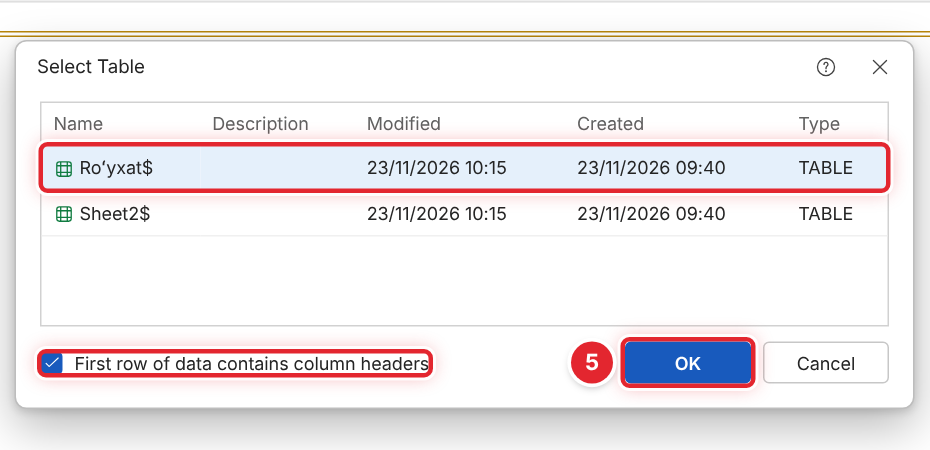 Select Table
Name Description Modified Created Type
Roʻyxat$ 23/11/2026 10:15 23/11/2026 09:40 TABLE
Sheet2$ 23/11/2026 10:15 23/11/2026 09:40 TABLE
First row of data contains column headers 5 OK Cancel